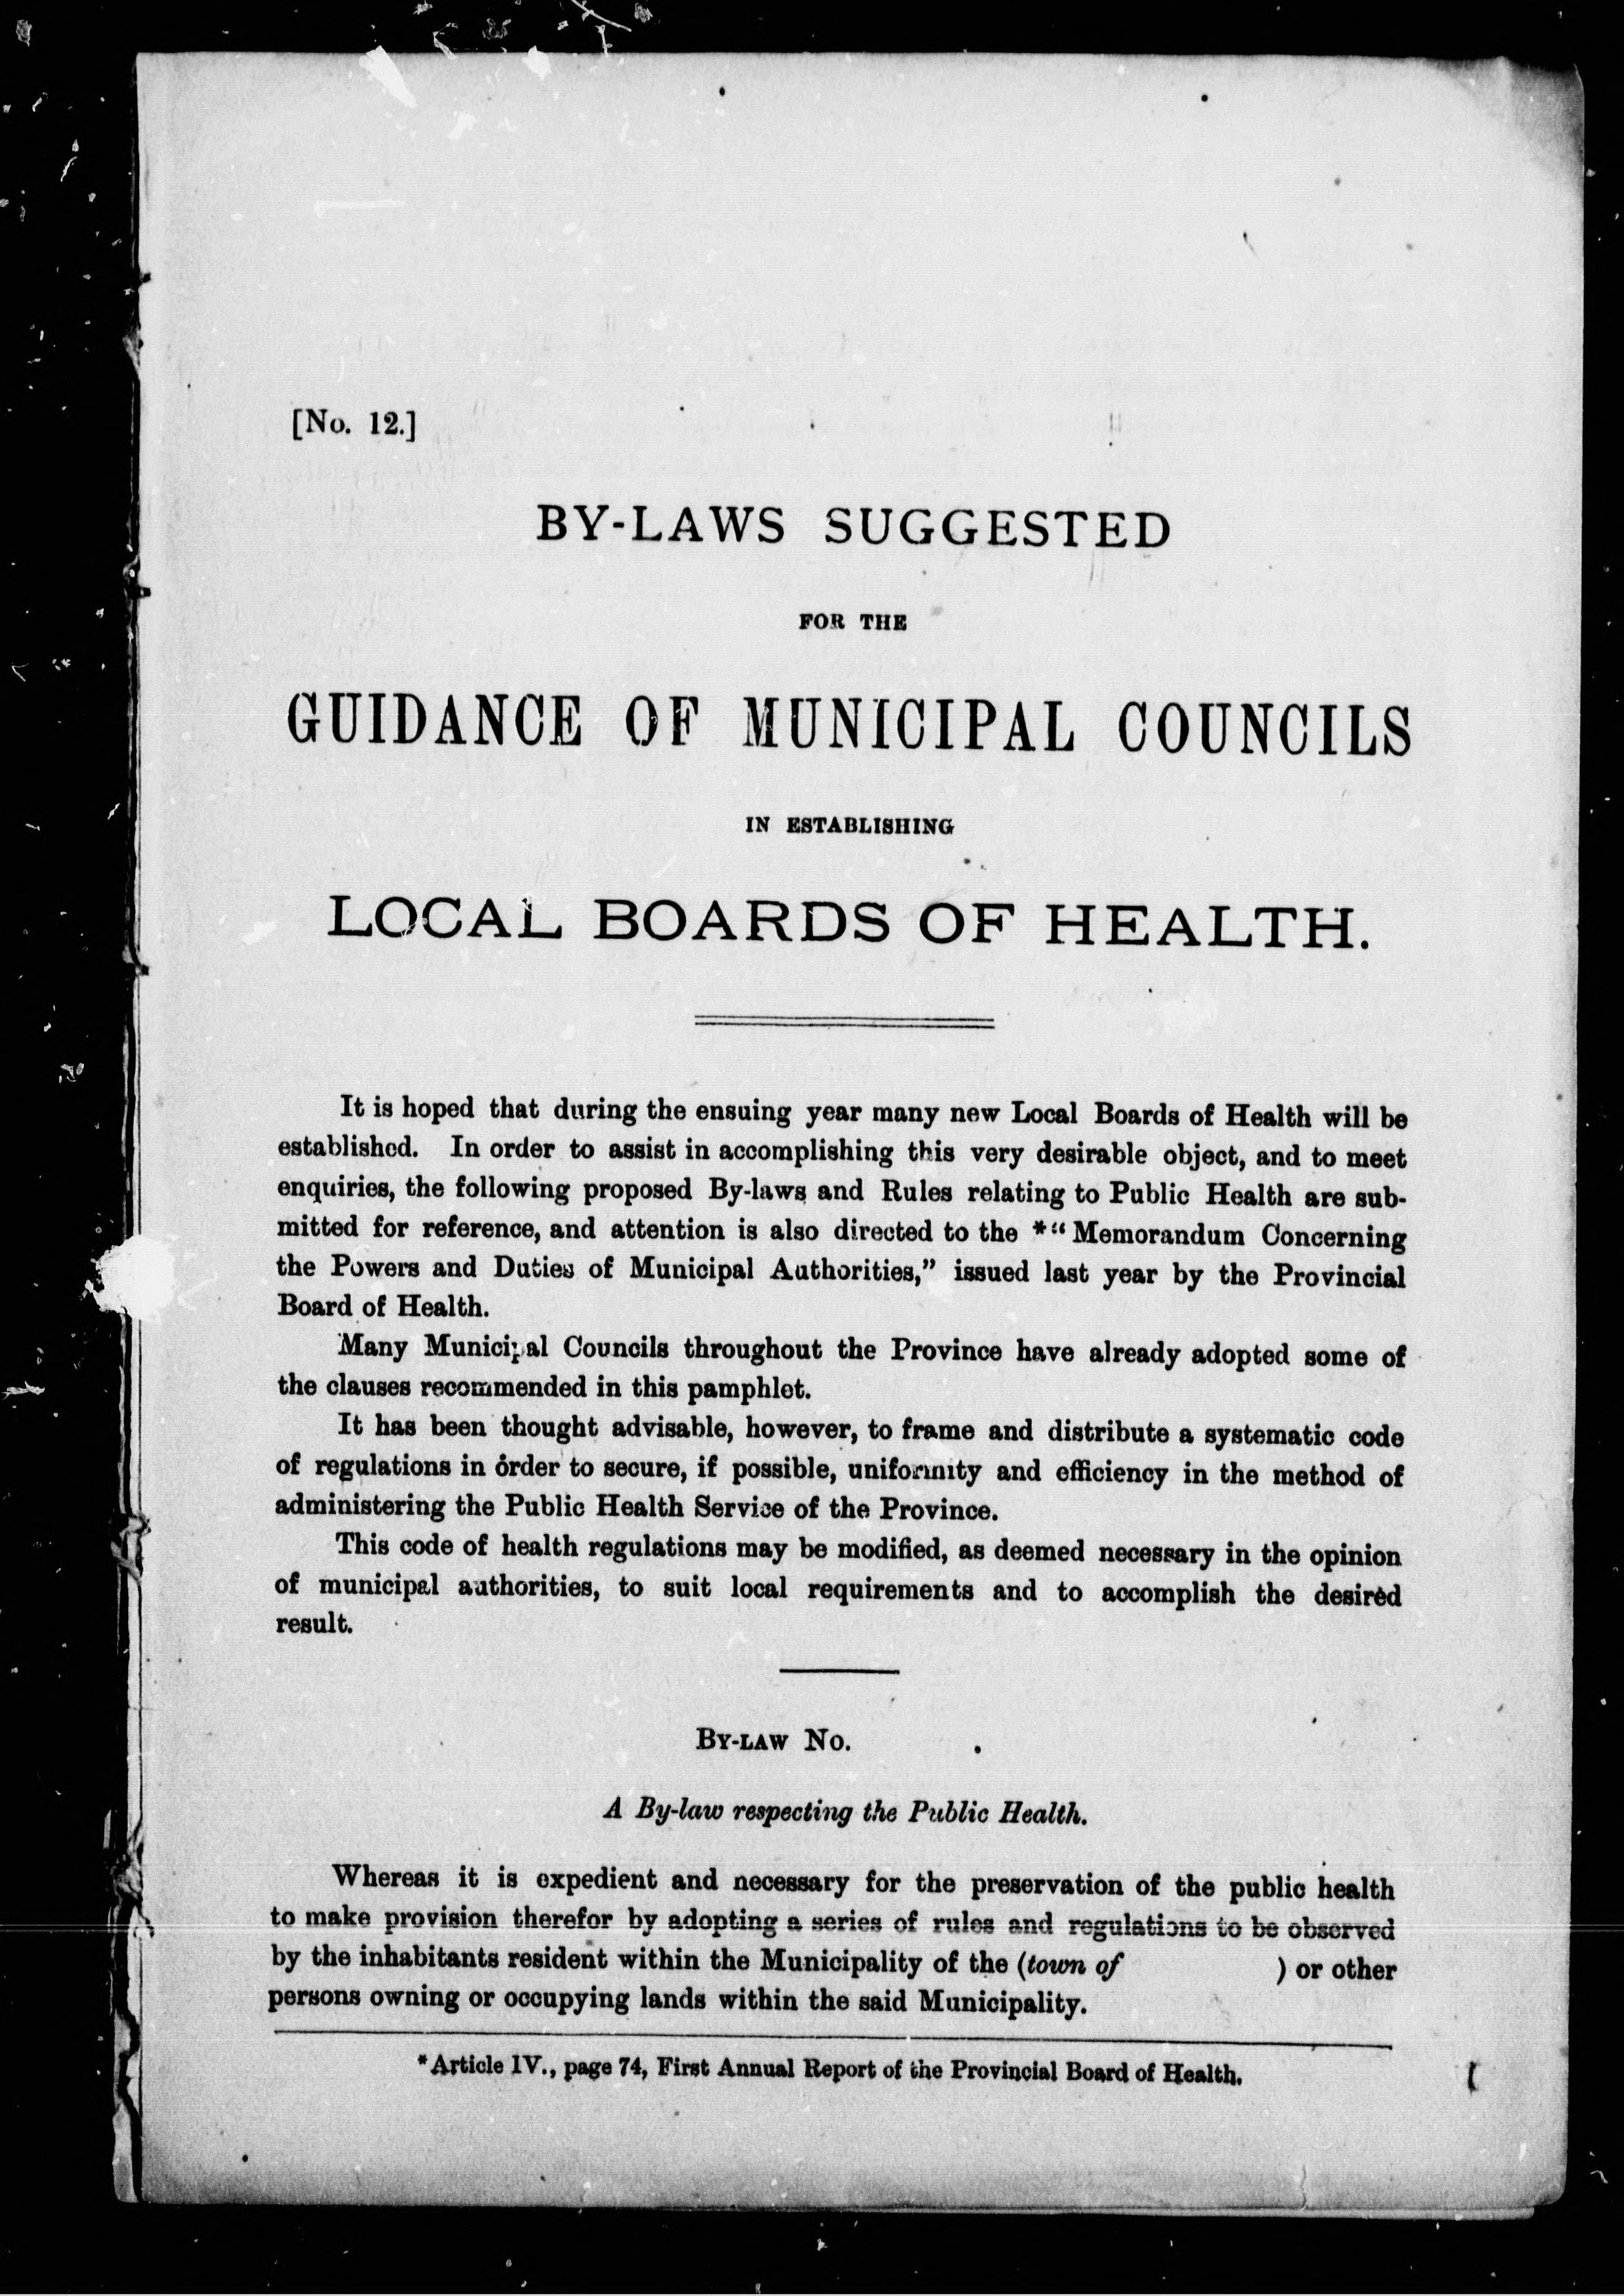 [No. 12.]
BY-LAWS SUGGESTED
FOR THE
GUIDANCE OF MUNICIPAL COUNCILS
IN ESTABLISHING
LOCAL BOARDS OF HEALTH.
It is hoped that during the ensuing year many new Local Boards of Health will be
established. In order to assist in accomplishing this very desirable object, and to meet
enquiries, the following proposed By-laws and Rules relating to Public Health are sub-
mitted for reference, and attention is also directed to the *“Memorandum Concerning
the Powers and Duties of Municipal Authorities,” issued last year by the Provincial
Board of Health.
Many Municipal Councils throughout the Province have already adopted some of
the clauses recommended in this pamphlet.
It has been thought advisable, however, to frame and distribute a systematic code
of regulations in order to secure, if possible, uniformity and efficiency in the method of
administering the Public Health Service of the Province.
This code of health regulations may be modified, as deemed necessary in the opinion
of municipal authorities, to suit local requirements and to accomplish the desired
result.
BY-LAW NO. .
A By-law respecting the Public Health.
Whereas it is expedient and necessary for the preservation of the public health
to make provision therefor by adopting a series of rules and regulations to be observed
by the inhabitants resident within the Municipality of the (town of ) or other
persons owning or occupying lands within the said Municipality.
*Article IV., page 74, First Annual Report of the Provincial Board of Health.